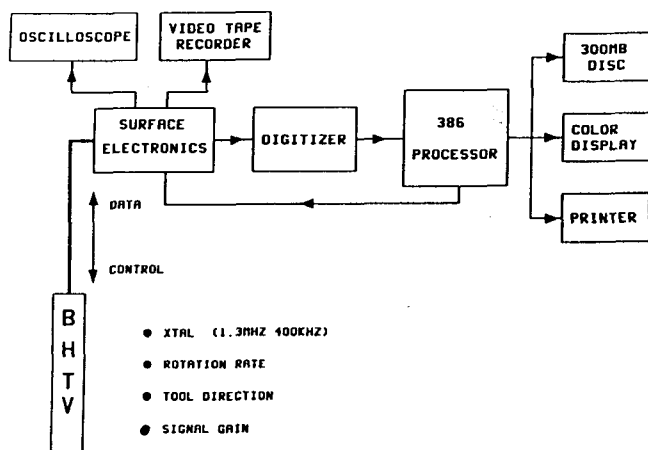 OSCILLOSCOPE
VIDEO TAPE
RECORDER
300MB
DISC
SURFACE
ELECTRONICS
DIGITIZER
386
PROCESSOR
COLOR
DISPLAY
PRINTER
DATA
CONTROL
B
H
T
V
● XTAL (1.3MHZ 400KHZ)
● ROTATION RATE
● TOOL DIRECTION
● SIGNAL GAIN